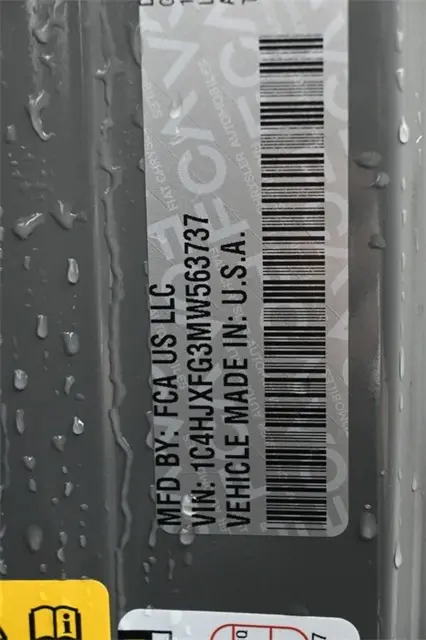 MFD BY: FCA US LLC
VIN: 1C4HJXFG3MW563737
VEHICLE MADE IN: U.S.A.